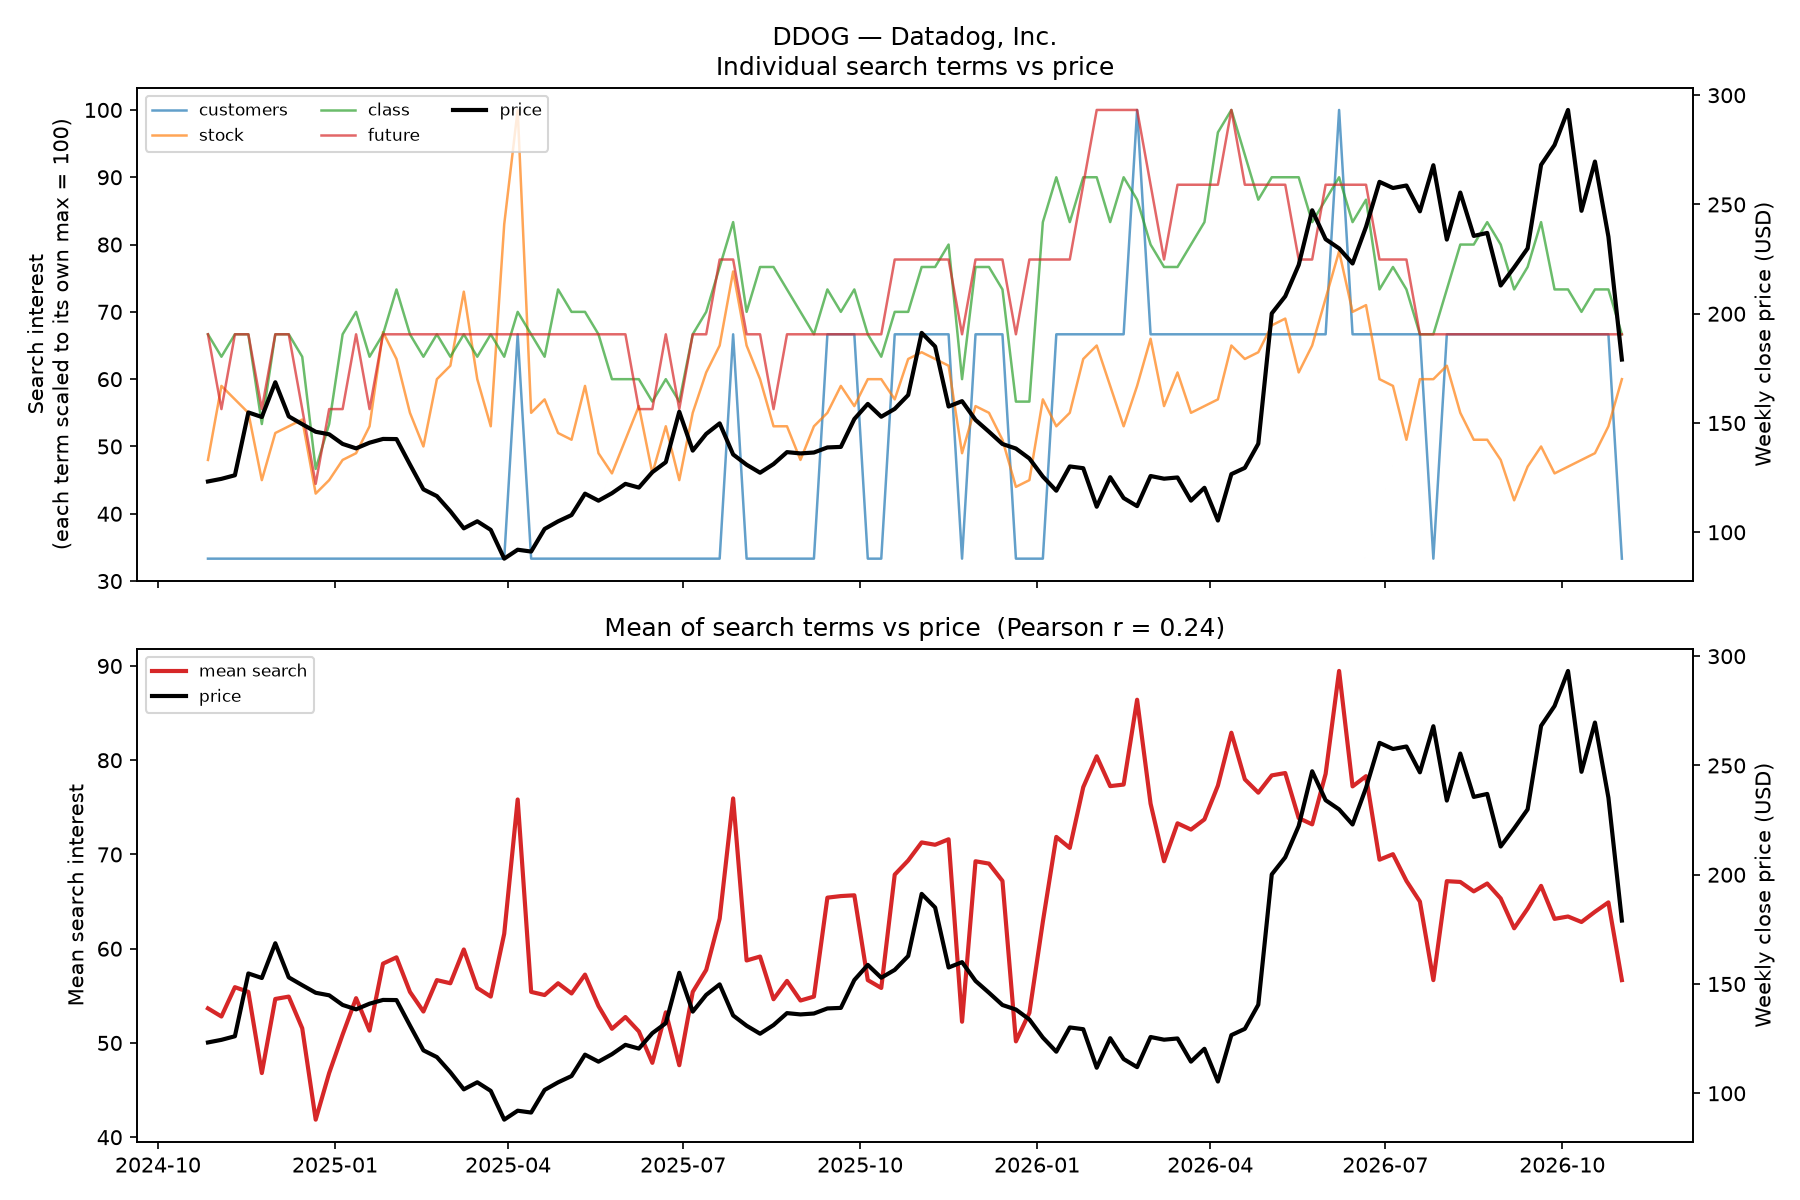 DDOG — Datadog, Inc.
Individual search terms vs price
customers
stock
class
future
price
Search interest
(each term scaled to its own max = 100)
100
90
80
70
60
50
40
30
300
250
200
150
100
Weekly close price (USD)
Mean of search terms vs price (Pearson r = 0.24)
mean search
price
Mean search interest
90
80
70
60
50
40
300
250
200
150
100
Weekly close price (USD)
2024-10
2025-01
2025-04
2025-07
2025-10
2026-01
2026-04
2026-07
2026-10